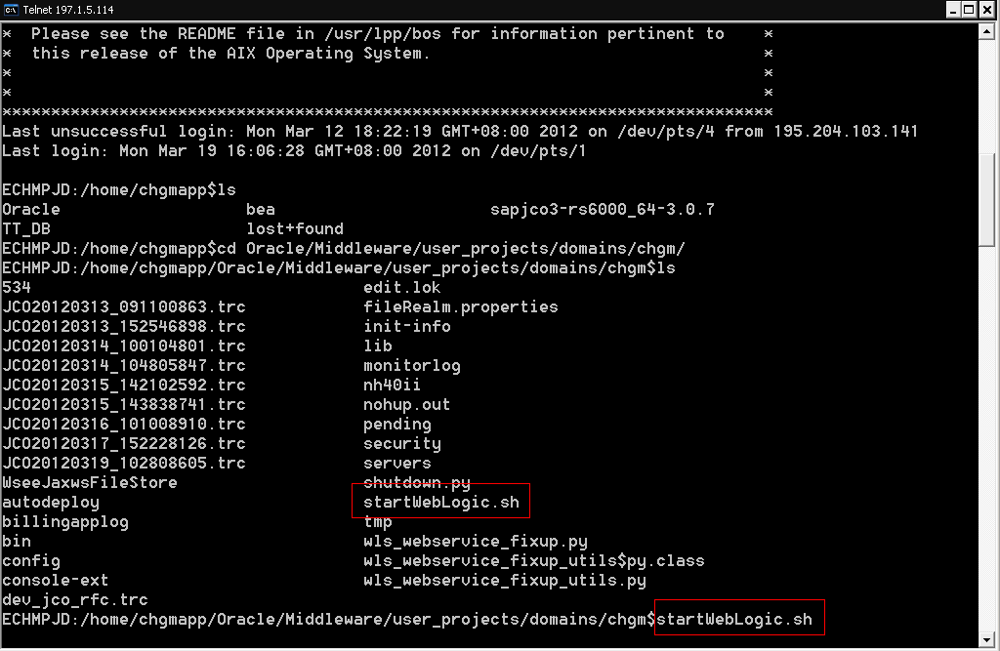 Telnet 197.1.5.114
*  Please see the README file in /usr/lpp/bos for information pertinent to    *
*  this release of the AIX Operating System.                                  *
*                                                                             *
*                                                                             *
*******************************************************************************
Last unsuccessful login: Mon Mar 12 18:22:19 GMT+08:00 2012 on /dev/pts/4 from 195.204.103.141
Last login: Mon Mar 19 16:06:28 GMT+08:00 2012 on /dev/pts/1

ECHMPJD:/home/chgmapp$ls
Oracle                   bea                      sapjco3-rs6000_64-3.0.7
TT_DB                    lost+found
ECHMPJD:/home/chgmapp$cd Oracle/Middleware/user_projects/domains/chgm/
ECHMPJD:/home/chgmapp/Oracle/Middleware/user_projects/domains/chgm$ls
534                                  edit.lok
JCO20120313_091100863.trc            fileRealm.properties
JCO20120313_152546898.trc            init-info
JCO20120314_100104801.trc            lib
JCO20120314_104805847.trc            monitorlog
JCO20120315_142102592.trc            nh40ii
JCO20120315_143838741.trc            nohup.out
JCO20120316_101008910.trc            pending
JCO20120317_152228126.trc            security
JCO20120319_102808605.trc            servers
WseeJaxwsFileStore                   shutdown.py
autodeploy                           startWebLogic.sh
billingapplog                        tmp
bin                                  wls_webservice_fixup.py
config                               wls_webservice_fixup_utils$py.class
console-ext                          wls_webservice_fixup_utils.py
dev_jco_rfc.trc
ECHMPJD:/home/chgmapp/Oracle/Middleware/user_projects/domains/chgm$startWebLogic.sh